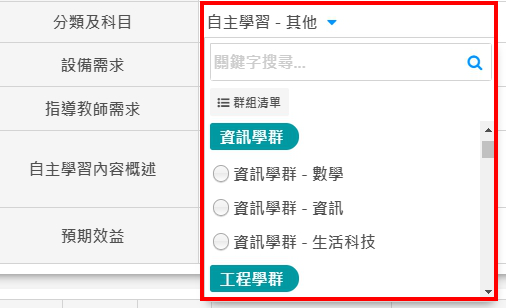 分類及科目
自主學習 - 其他
設備需求
關鍵字搜尋...
指導教師需求
群組清單
資訊學群
自主學習內容概述
資訊學群 - 數學
資訊學群 - 資訊
預期效益
資訊學群 - 生活科技
工程學群